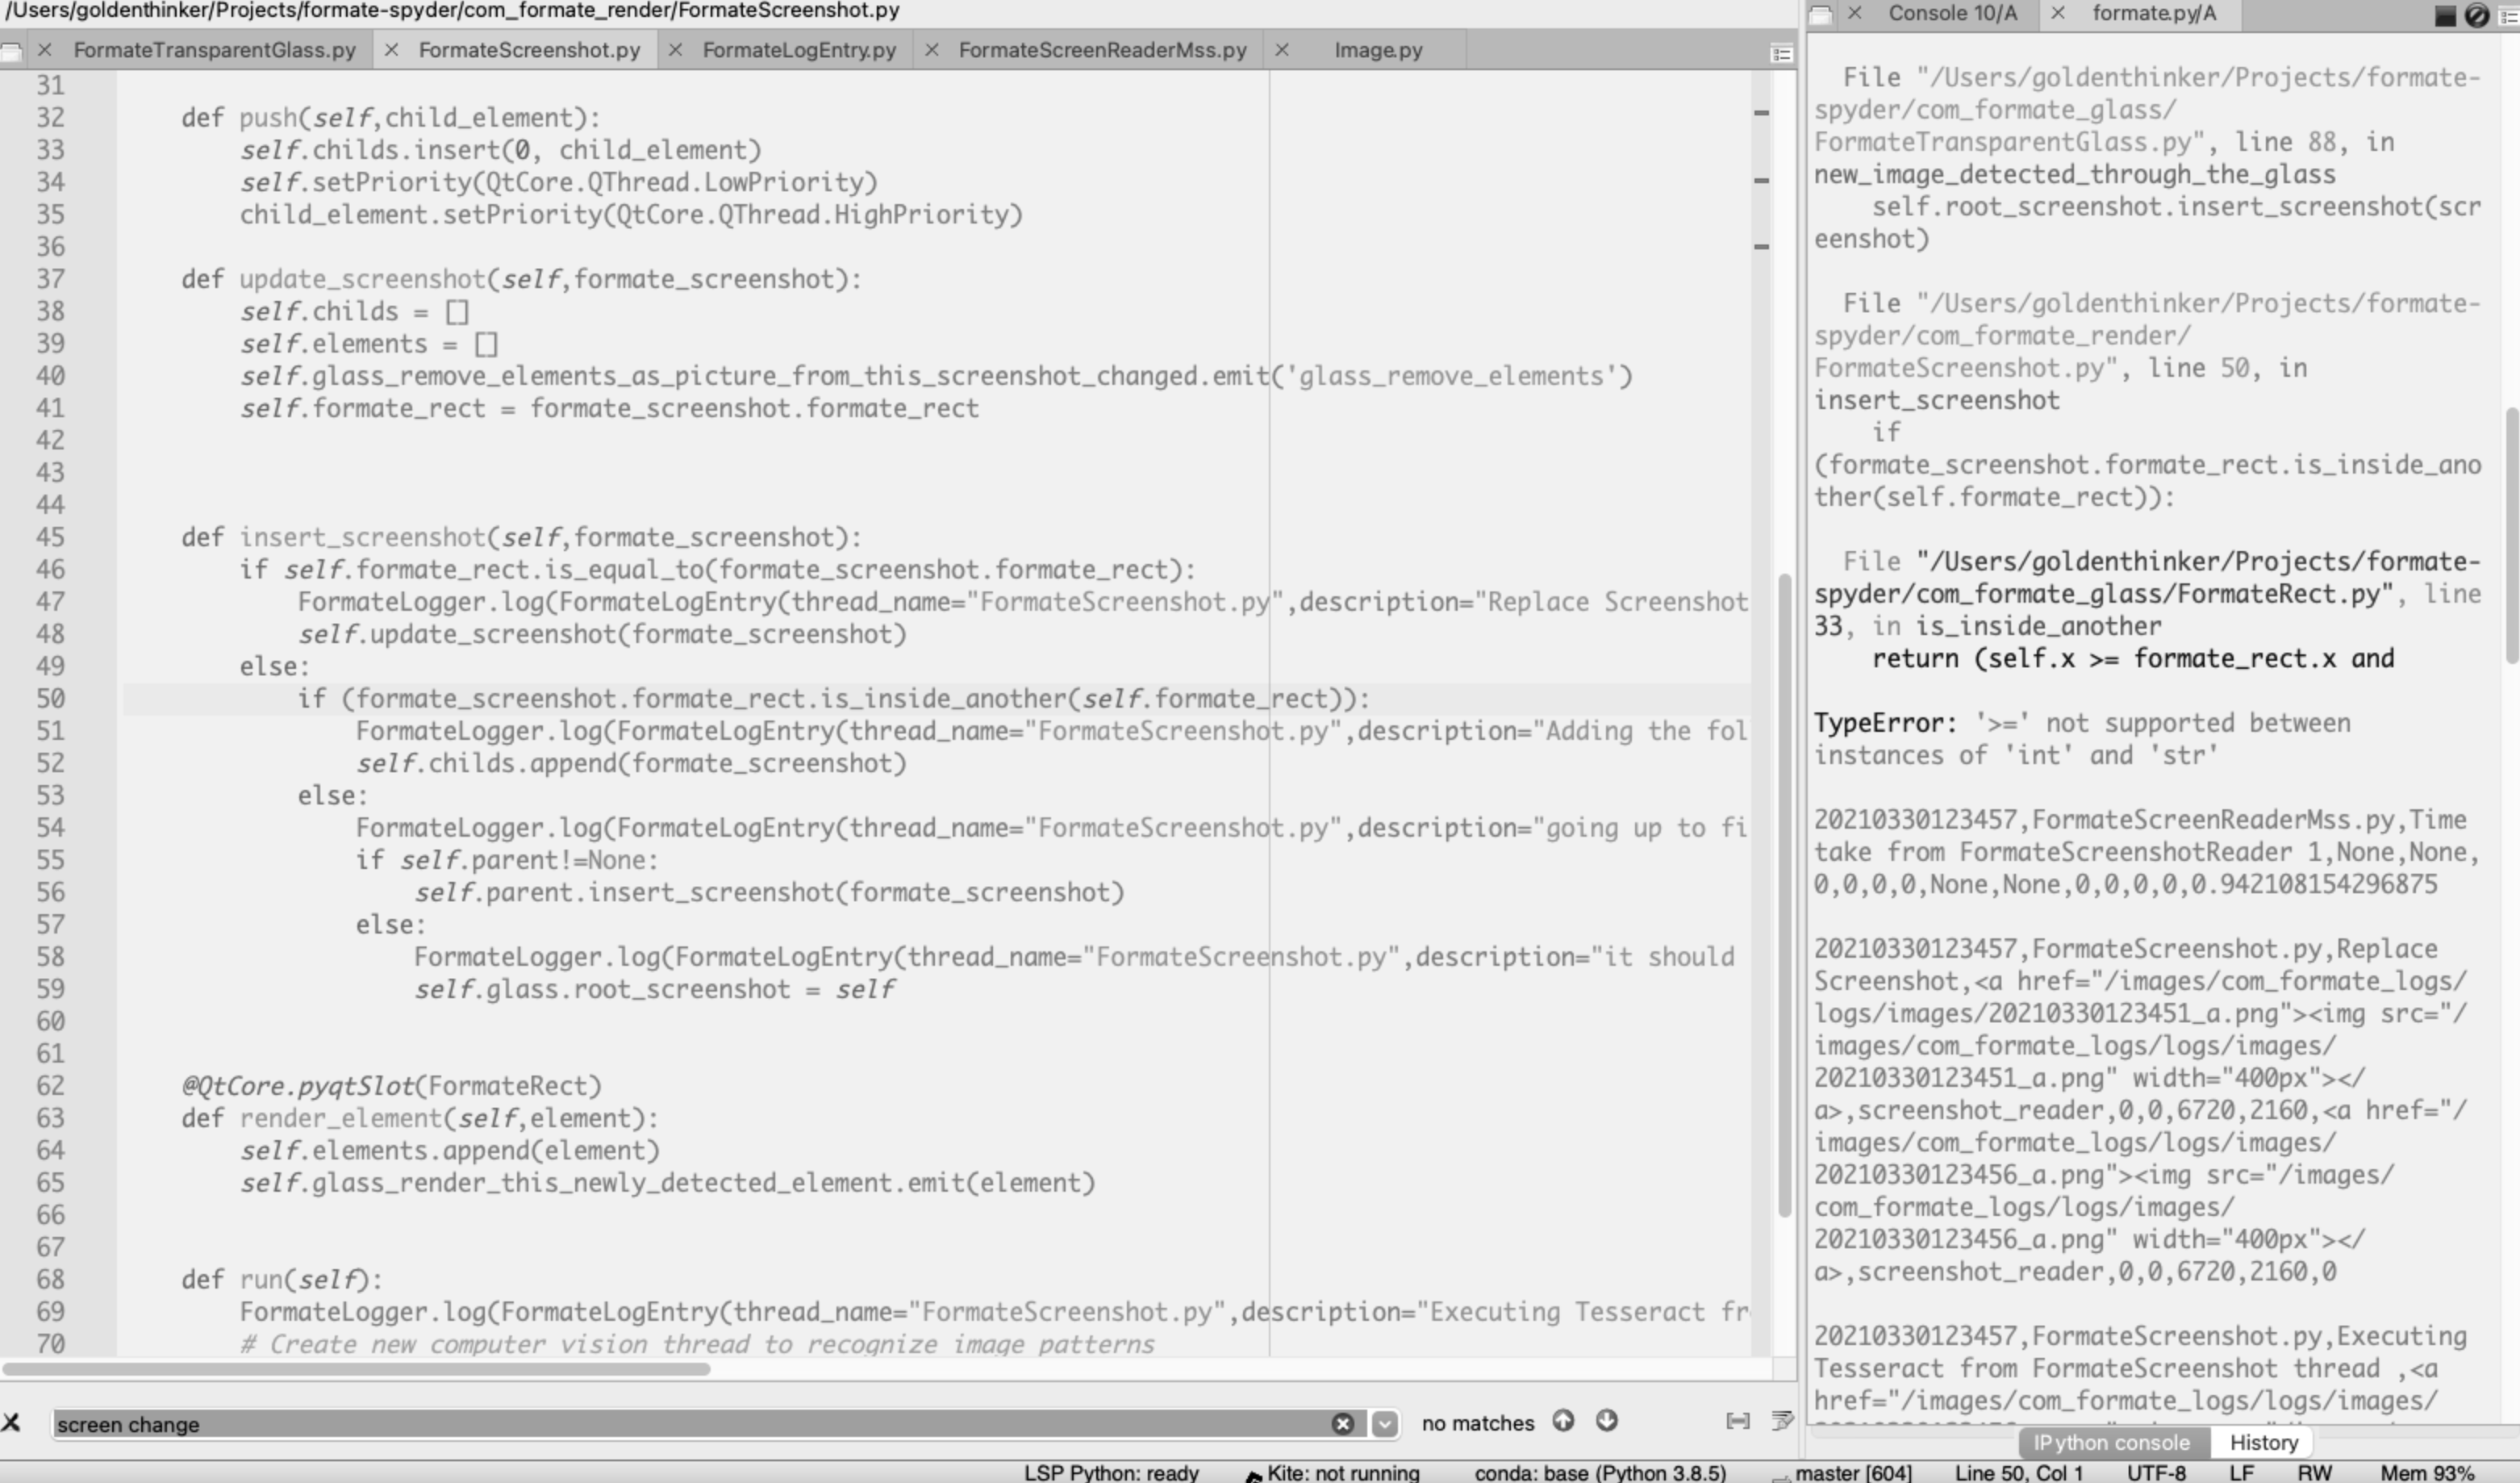 /Users/goldenthinker/Projects/formate-spyder/com_formate_render/FormateScreenshot.py
FormateTransparentGlass.py FormateScreenshot.py FormateLogEntry.py FormateScreenReaderMss.py Image.py
31
32 def push(self,child_element):
33 self.childs.insert(0, child_element)
34 self.setPriority(QtCore.QThread.LowPriority)
35 child_element.setPriority(QtCore.QThread.HighPriority)
36
37 def update_screenshot(self,formate_screenshot):
38 self.childs = []
39 self.elements = []
40 self.glass_remove_elements_as_picture_from_this_screenshot_changed.emit('glass_remove_elements')
41 self.formate_rect = formate_screenshot.formate_rect
42
43
44
45 def insert_screenshot(self,formate_screenshot):
46 if self.formate_rect.is_equal_to(formate_screenshot.formate_rect):
47 FormateLogger.log(FormateLogEntry(thread_name="FormateScreenshot.py",description="Replace Screenshot
48 self.update_screenshot(formate_screenshot)
49 else:
50 if (formate_screenshot.formate_rect.is_inside_another(self.formate_rect)):
51 FormateLogger.log(FormateLogEntry(thread_name="FormateScreenshot.py",description="Adding the fol
52 self.childs.append(formate_screenshot)
53 else:
54 FormateLogger.log(FormateLogEntry(thread_name="FormateScreenshot.py",description="going up to fi
55 if self.parent!=None:
56 self.parent.insert_screenshot(formate_screenshot)
57 else:
58 FormateLogger.log(FormateLogEntry(thread_name="FormateScreenshot.py",description="it should
59 self.glass.root_screenshot = self
60
61
62 @QtCore.pyqtSlot(FormateRect)
63 def render_element(self,element):
64 self.elements.append(element)
65 self.glass_render_this_newly_detected_element.emit(element)
66
67
68 def run(self):
69 FormateLogger.log(FormateLogEntry(thread_name="FormateScreenshot.py",description="Executing Tesseract fr
70 # Create new computer vision thread to recognize image patterns
screen change no matches
Console 10/A formate.py/A
File "/Users/goldenthinker/Projects/formate-
spyder/com_formate_glass/
FormateTransparentGlass.py", line 88, in
new_image_detected_through_the_glass
self.root_screenshot.insert_screenshot(scr
eenshot)
File "/Users/goldenthinker/Projects/formate-
spyder/com_formate_render/
FormateScreenshot.py", line 50, in
insert_screenshot
if
(formate_screenshot.formate_rect.is_inside_ano
ther(self.formate_rect)):
File "/Users/goldenthinker/Projects/formate-
spyder/com_formate_glass/FormateRect.py", line
33, in is_inside_another
return (self.x >= formate_rect.x and
TypeError: '>=' not supported between
instances of 'int' and 'str'
20210330123457,FormateScreenReaderMss.py,Time
take from FormateScreenshotReader 1,None,None,
0,0,0,0,None,None,0,0,0,0,0.942108154296875
20210330123457,FormateScreenshot.py,Replace
Screenshot,<a href="/images/com_formate_logs/
logs/images/20210330123451_a.png"><img src="/
images/com_formate_logs/logs/images/
20210330123451_a.png" width="400px"></
a>,screenshot_reader,0,0,6720,2160,<a href="/
images/com_formate_logs/logs/images/
20210330123456_a.png"><img src="/images/
com_formate_logs/logs/images/
20210330123456_a.png" width="400px"></
a>,screenshot_reader,0,0,6720,2160,0
20210330123457,FormateScreenshot.py,Executing
Tesseract from FormateScreenshot thread ,<a
href="/images/com_formate_logs/logs/images/
IPython console History
LSP Python: ready Kite: not running conda: base (Python 3.8.5) master [604] Line 50, Col 1 UTF-8 LF RW Mem 93%